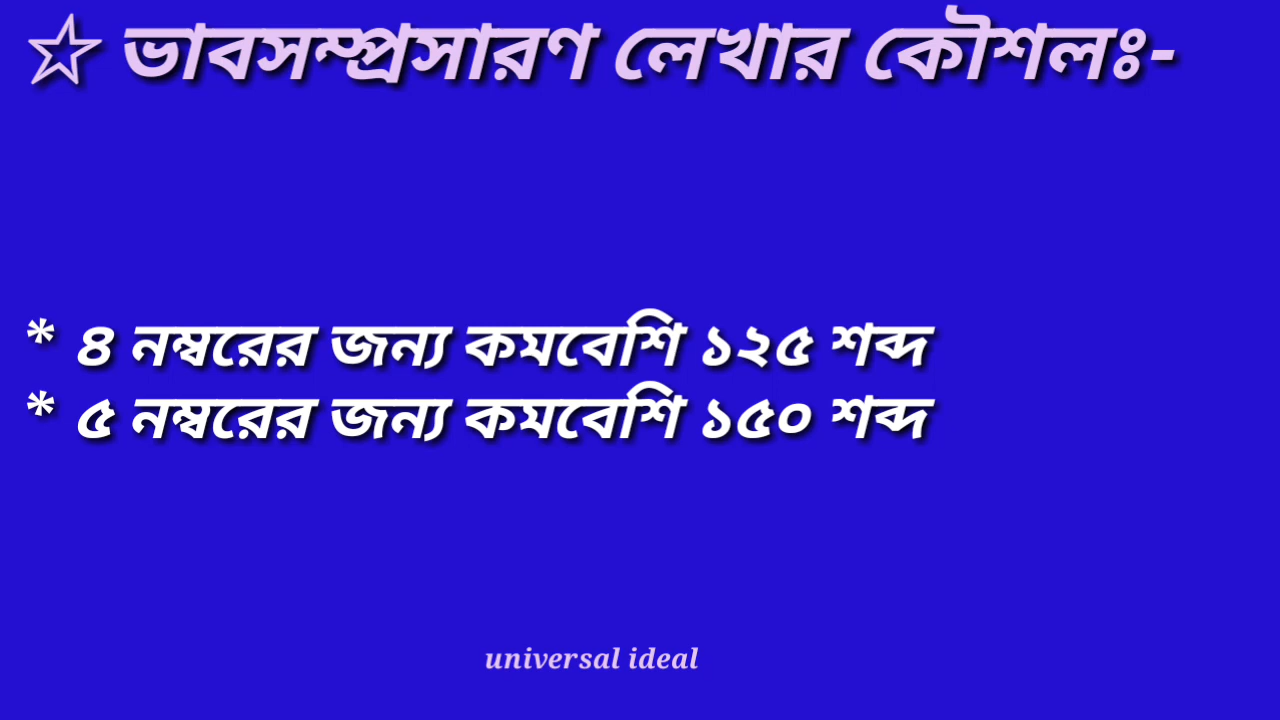 ☆ ভাবসম্প্রসারণ লেখার কৌশলঃ-
* ৪ নম্বরের জন্য কমবেশি ১২৫ শব্দ
* ৫ নম্বরের জন্য কমবেশি ১৫০ শব্দ
universal ideal